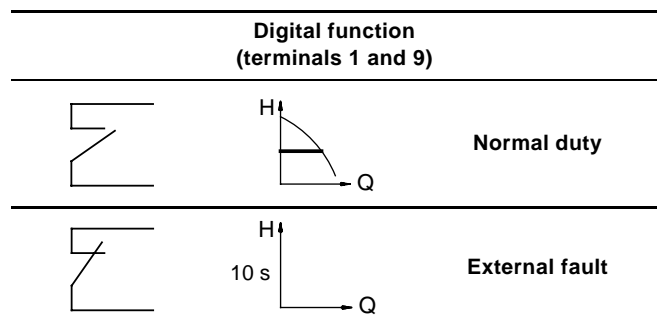 Digital function
(terminals 1 and 9)
H
Q
Normal duty
H
10 s
Q
External fault